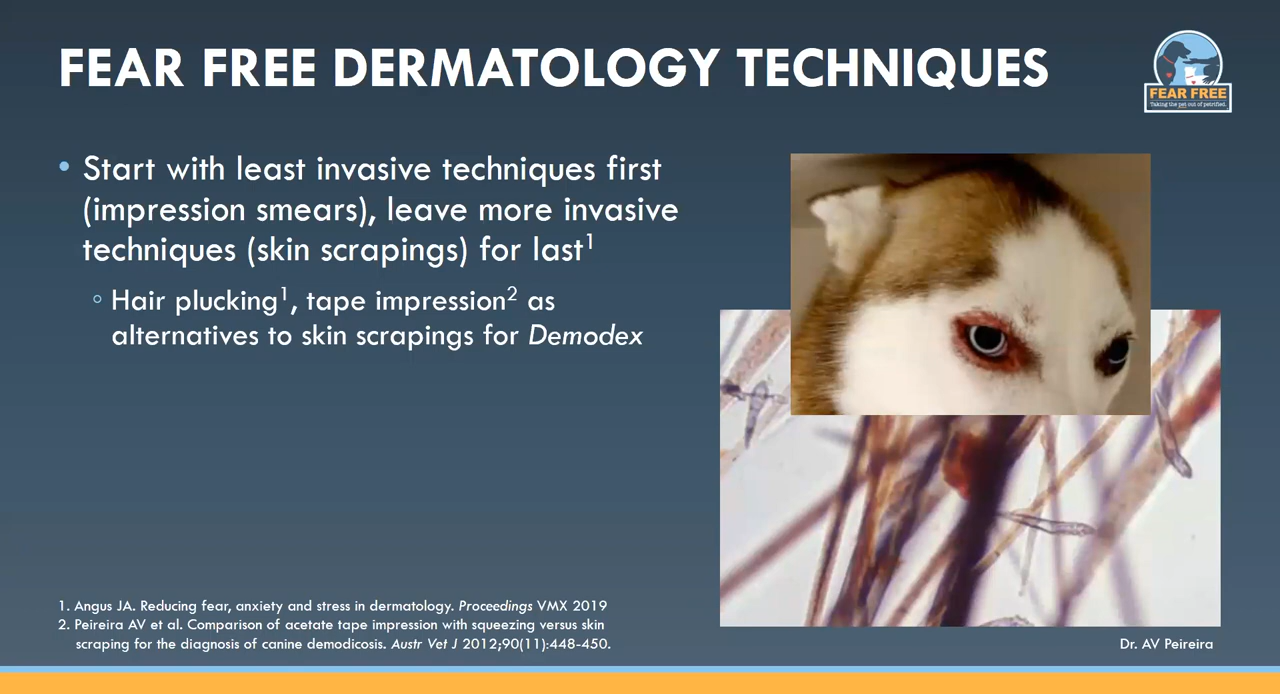 FEAR FREE DERMATOLOGY TECHNIQUES
FEAR FREE
Taking the pet out of petrified.
• Start with least invasive techniques first
(impression smears), leave more invasive
techniques (skin scrapings) for last1
◦ Hair plucking1, tape impression2 as
alternatives to skin scrapings for Demodex
1. Angus JA. Reducing fear, anxiety and stress in dermatology. Proceedings VMX 2019
2. Peireira AV et al. Comparison of acetate tape impression with squeezing versus skin
scraping for the diagnosis of canine demodicosis. Austr Vet J 2012;90(11):448-450.
Dr. AV Peireira